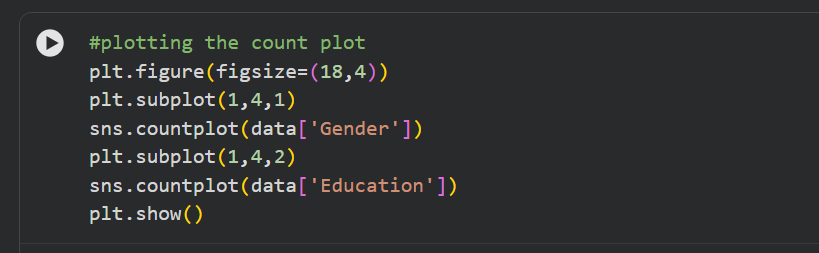 #plotting the count plot
plt.figure(figsize=(18,4))
plt.subplot(1,4,1)
sns.countplot(data['Gender'])
plt.subplot(1,4,2)
sns.countplot(data['Education'])
plt.show()